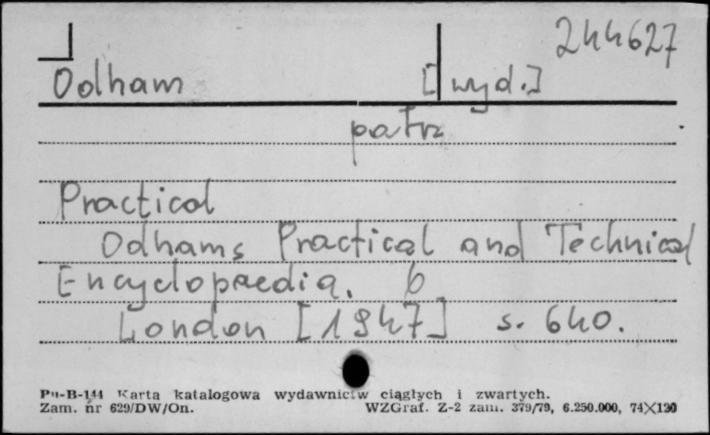 244627
Odham [wyd.]
patrz
Practical
Odhams Practical and Technical
Encyclopaedia. 6
London [1947] s. 640.
Pu-B-144 Karta katalogowa wydawnictw ciągłych i zwartych.
Zam. nr 629/DW/On. WZGraf. Z-2 zam. 379/79, 6.250.000, 74X120